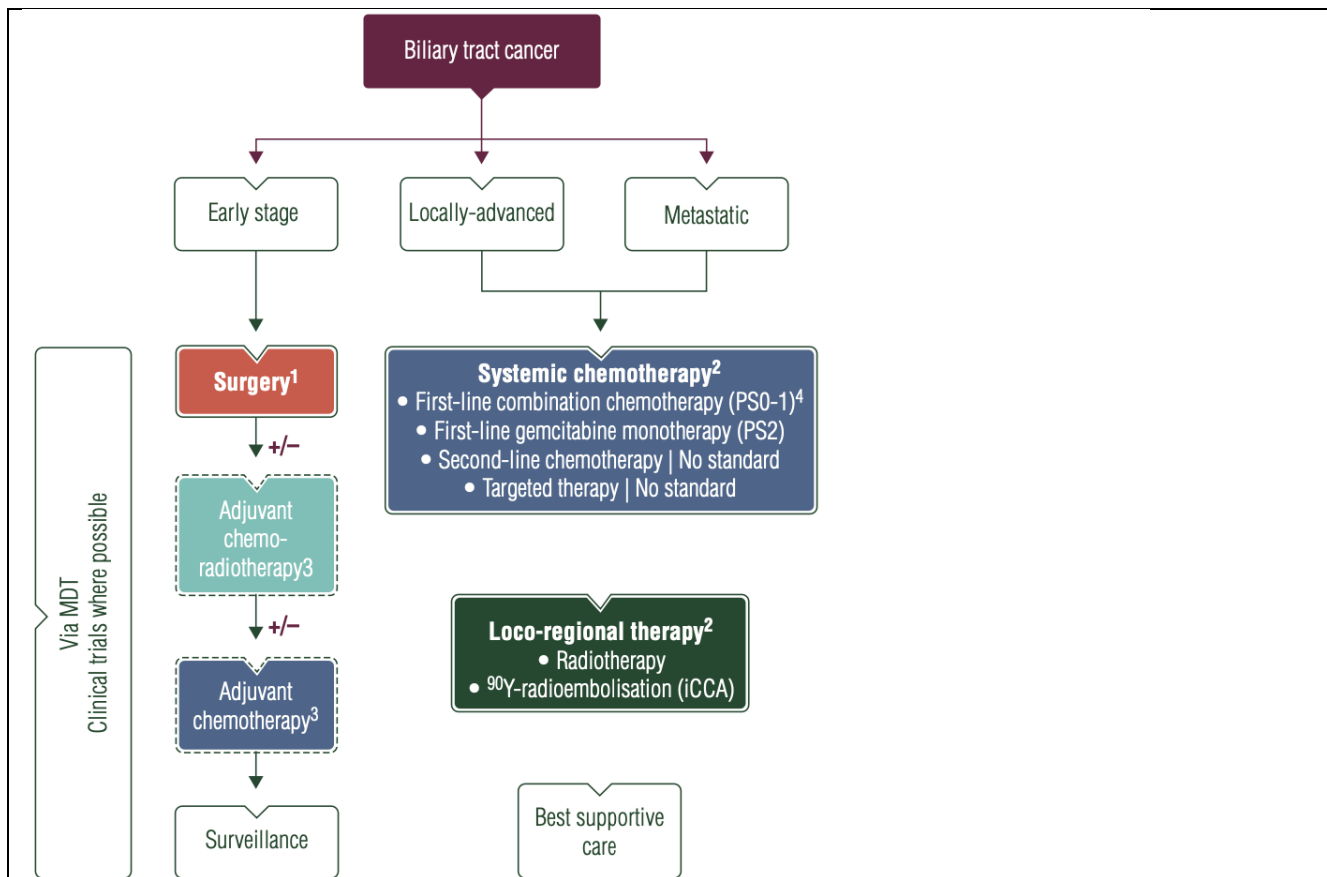 Biliary tract cancer
Early stage
Locally-advanced
Metastatic
Via MDT
Clinical trials where possible
Surgery¹
+/−
Adjuvant
chemo-
radiotherapy3
+/−
Adjuvant
chemotherapy³
Surveillance
Systemic chemotherapy²
• First-line combination chemotherapy (PS0-1)⁴
• First-line gemcitabine monotherapy (PS2)
• Second-line chemotherapy | No standard
• Targeted therapy | No standard
Loco-regional therapy²
• Radiotherapy
• ⁹⁰Y-radioembolisation (iCCA)
Best supportive
care